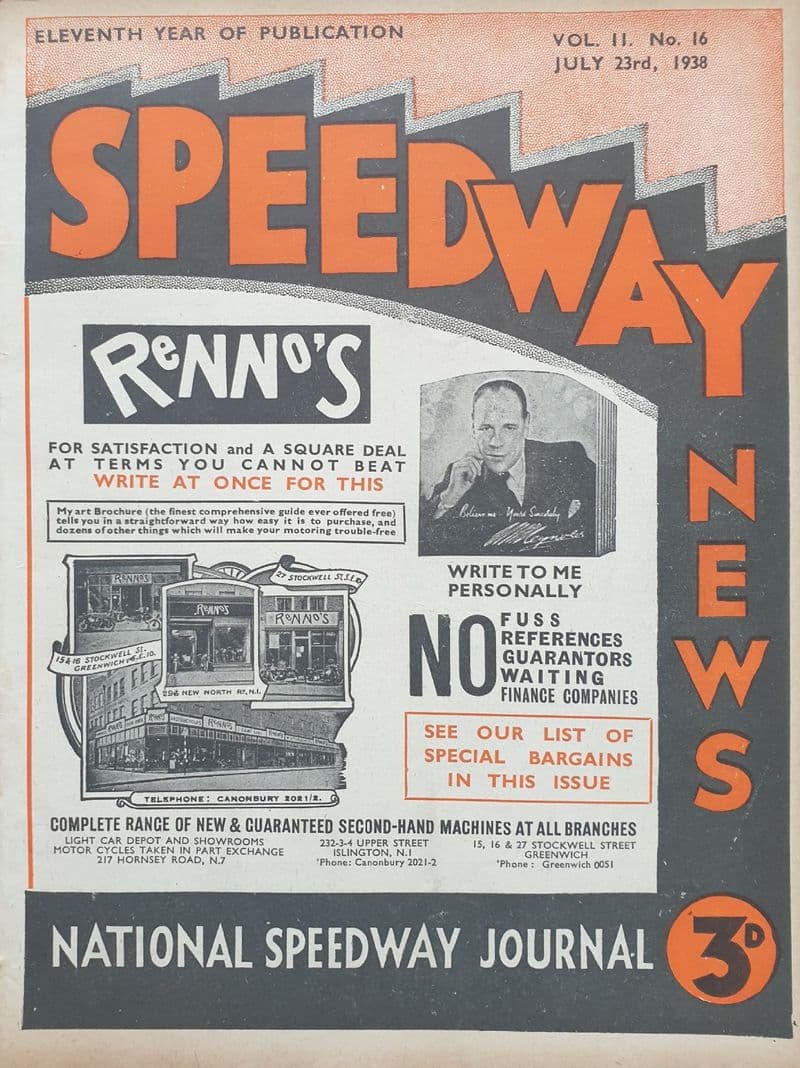 ELEVENTH YEAR OF PUBLICATION
VOL. II. No. 16
JULY 23rd, 1938
SPEEDWAY
NEWS
ReNNo'S
FOR SATISFACTION and A SQUARE DEAL
AT TERMS YOU CANNOT BEAT
WRITE AT ONCE FOR THIS
My art Brochure (the finest comprehensive guide ever offered free)
tells you in a straightforward way how easy it is to purchase, and
dozens of other things which will make your motoring trouble-free
Believe me - Yours Sincerely
WRITE TO ME
PERSONALLY
RENNO'S
27 STOCKWELL ST. S.E.10.
RENNO'S
RENNO'S
15 & 16 STOCKWELL ST.
GREENWICH S.E.10.
296 NEW NORTH RD, N.1.
RENNO'S
TELEPHONE: CANONBURY 2021/2.
NO
FUSS
REFERENCES
GUARANTORS
WAITING
FINANCE COMPANIES
SEE OUR LIST OF
SPECIAL BARGAINS
IN THIS ISSUE
COMPLETE RANGE OF NEW & GUARANTEED SECOND-HAND MACHINES AT ALL BRANCHES
LIGHT CAR DEPOT AND SHOWROOMS
MOTOR CYCLES TAKEN IN PART EXCHANGE
217 HORNSEY ROAD, N.7
232-3-4 UPPER STREET
ISLINGTON, N.1
'Phone: Canonbury 2021-2
15, 16 & 27 STOCKWELL STREET
GREENWICH
'Phone: Greenwich 0051
NATIONAL SPEEDWAY JOURNAL
3D